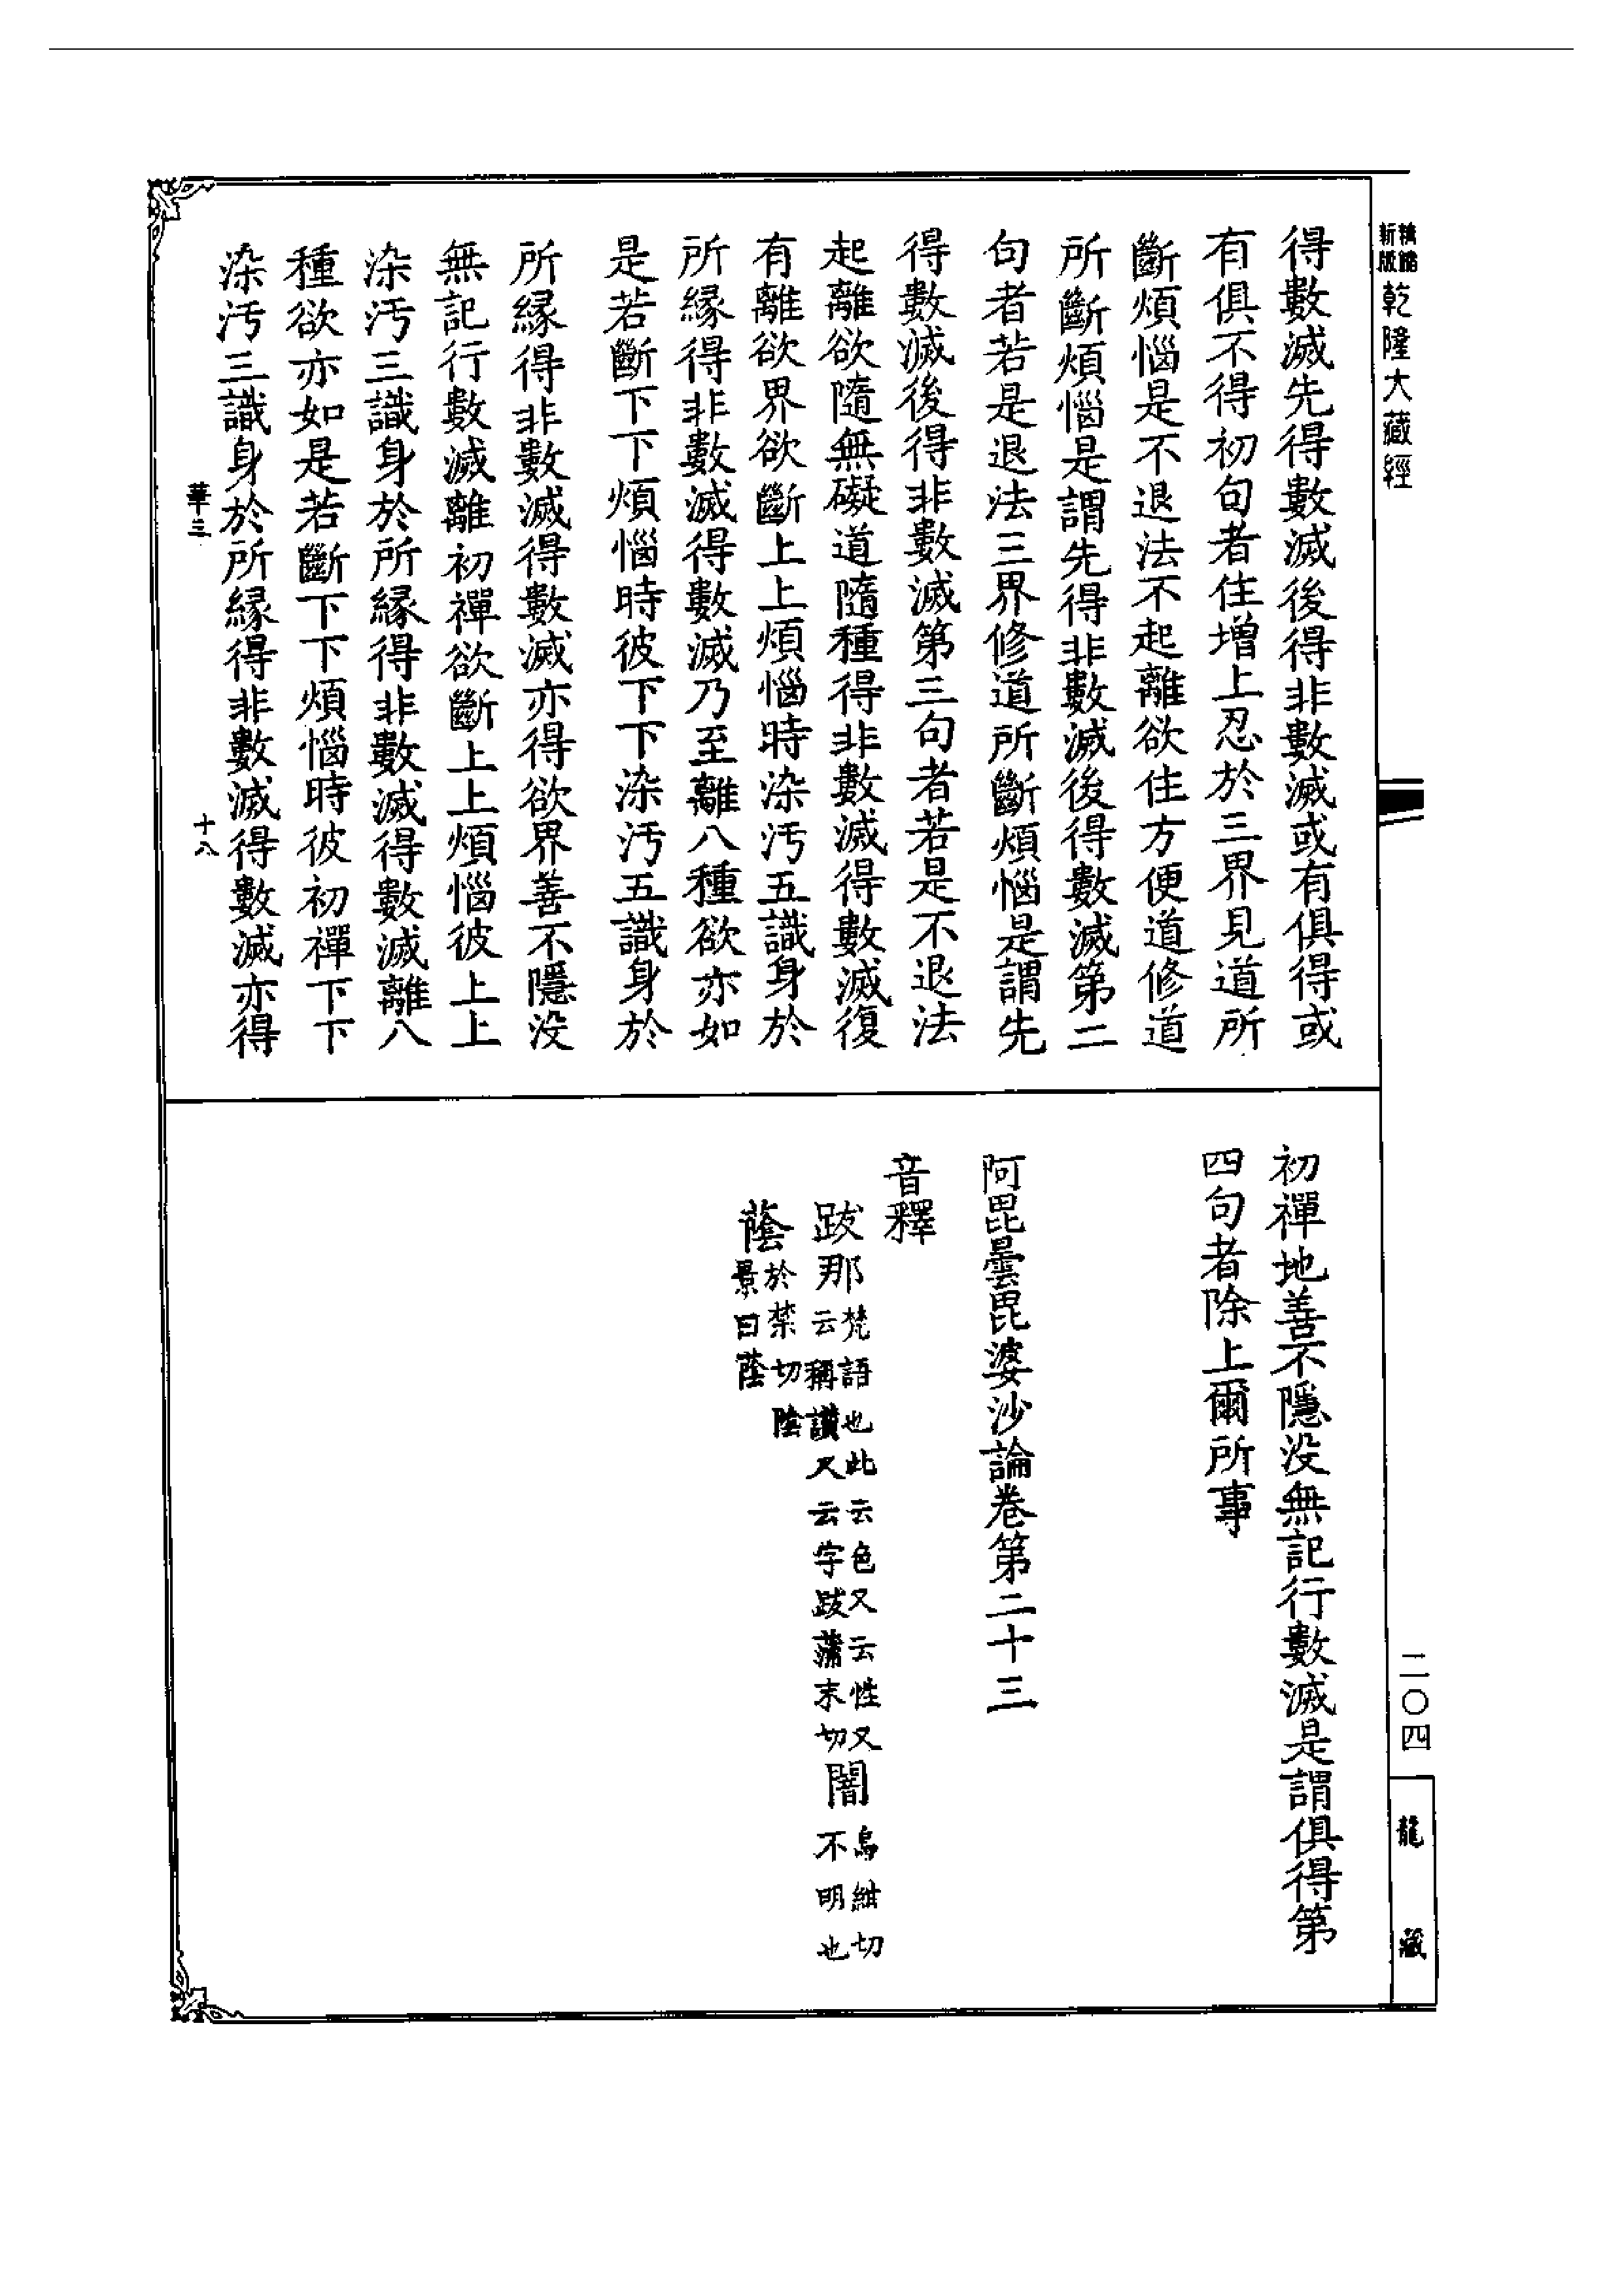 新版
精縮
乾隆大藏經
得數滅先得數滅後得非數滅或有俱得或
有俱不得初句者住增上忍於三界見道所
斷煩惱是不退法不起離欲住方便道修道
所斷煩惱是謂先得非數滅後得數滅第二
句者若是退法三界修道所斷煩惱是謂先
得數滅後得非數滅第三句者若是不退法
起離欲隨無礙道隨種得非數滅得數滅復
有離欲界欲斷上上煩惱時染汚五識身於
所緣得非數滅得數滅乃至離八種欲亦如
是若斷下下煩惱時彼下下染汚五識身於
所緣得非數滅得數滅亦得欲界善不隱没
無記行數滅離初禪欲斷上上煩惱彼上上
染汚三識身於所緣得非數滅得數滅離八
種欲亦如是若斷下下煩惱時彼初禪下下
染汚三識身於所緣得非數滅得數滅亦得
華三
十八
初禪地善不隱没無記行數滅是謂俱得第
四句者除上爾所事
阿毘曇毘婆沙論卷第二十三
音釋
跋那梵語也此云色又云性又云稱讚又云字跋蒲末切闇烏紺切不明也
蔭於禁切陰景曰蔭
二〇四
龍藏